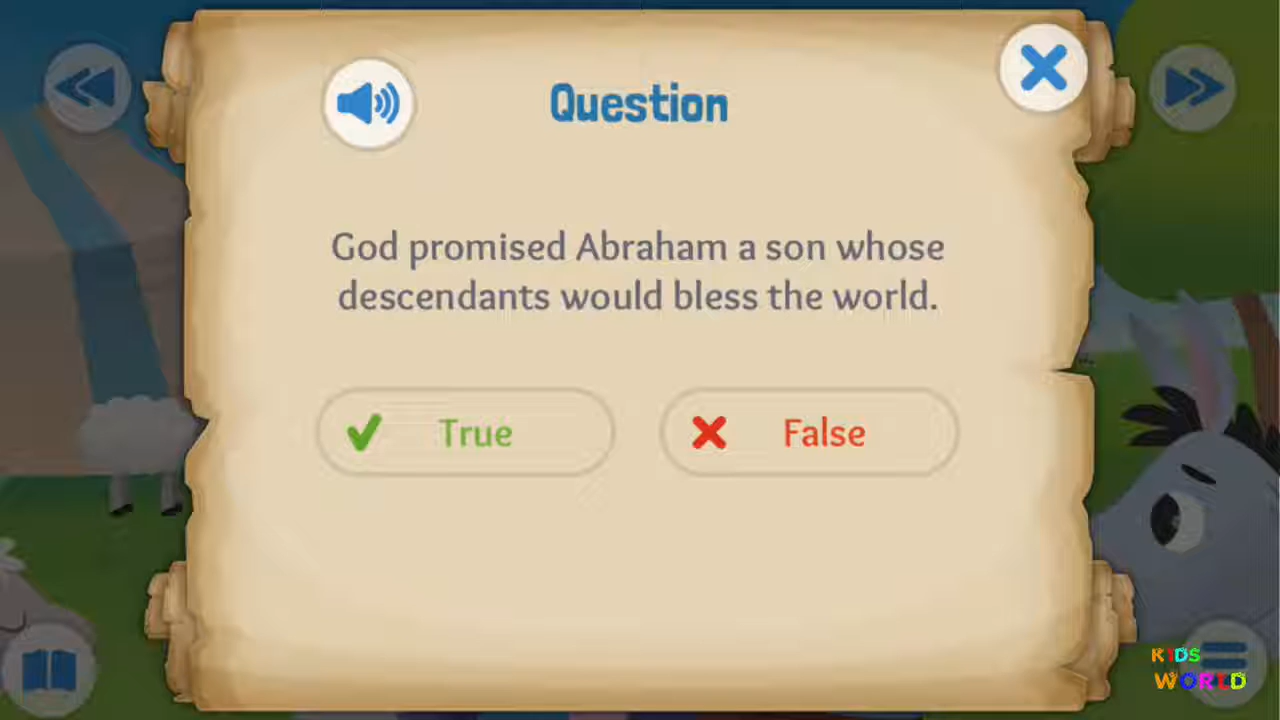 Question
God promised Abraham a son whose
descendants would bless the world.
True
False
KIDS
WORLD